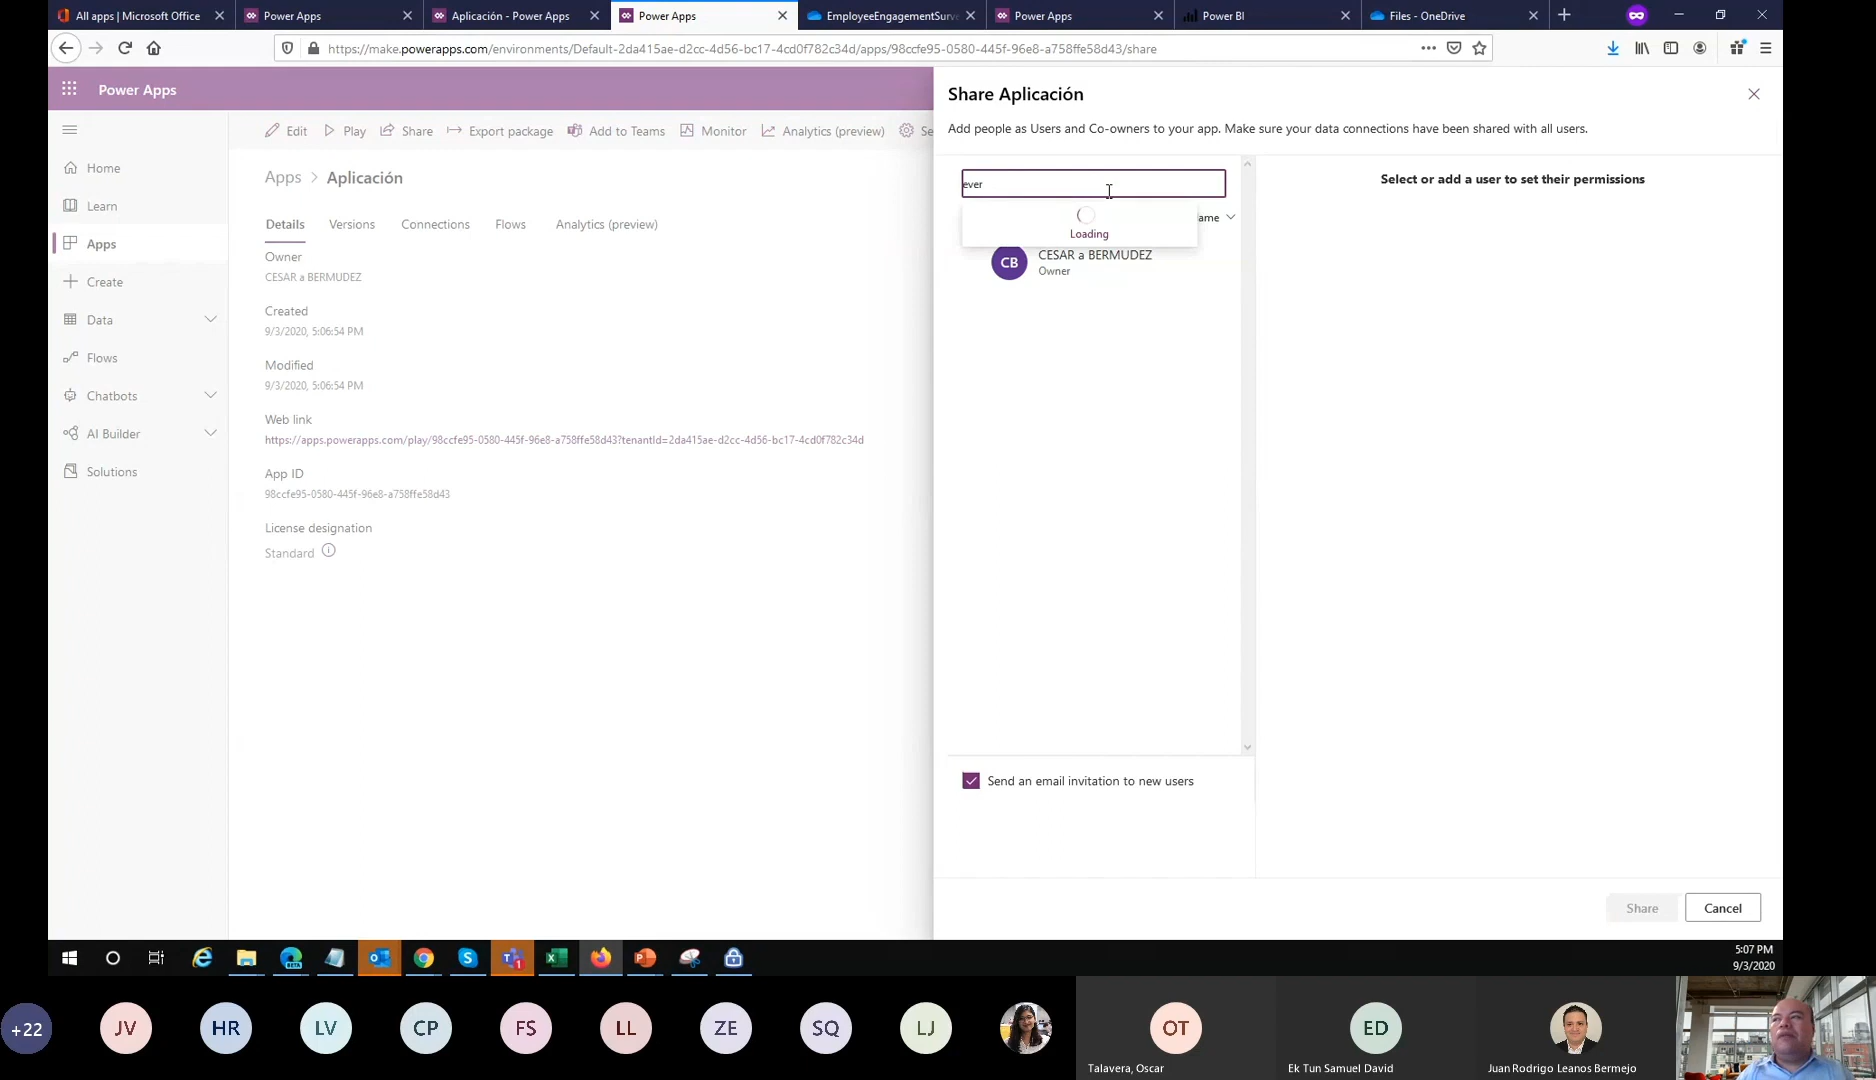 All apps | Microsoft Office
Power Apps
Aplicación - Power Apps
Power Apps
EmployeeEngagementSurve
Power Apps
Power BI
Files - OneDrive
https://make.powerapps.com/environments/Default-2da415ae-d2cc-4d56-bc17-4cd0f782c34d/apps/98ccfe95-0580-445f-96e8-a758ffe58d43/share
Power Apps
Home
Learn
Apps
Create
Data
Flows
Chatbots
AI Builder
Solutions
Edit Play Share Export package Add to Teams Monitor Analytics (preview) Se
Apps > Aplicación
Details Versions Connections Flows Analytics (preview)
Owner
CESAR a BERMUDEZ
Created
9/3/2020, 5:06:54 PM
Modified
9/3/2020, 5:06:54 PM
Web link
https://apps.powerapps.com/play/98ccfe95-0580-445f-96e8-a758ffe58d43?tenantId=2da415ae-d2cc-4d56-bc17-4cd0f782c34d
App ID
98ccfe95-0580-445f-96e8-a758ffe58d43
License designation
Standard
Share Aplicación
Add people as Users and Co-owners to your app. Make sure your data connections have been shared with all users.
ever
Loading
ame
CB
CESAR a BERMUDEZ
Owner
Select or add a user to set their permissions
Send an email invitation to new users
Share Cancel
5:07 PM
9/3/2020
+22
JV
HR
LV
CP
FS
LL
ZE
SQ
LJ
OT
Talavera, Oscar
ED
Ek Tun Samuel David
Juan Rodrigo Leanos Bermejo